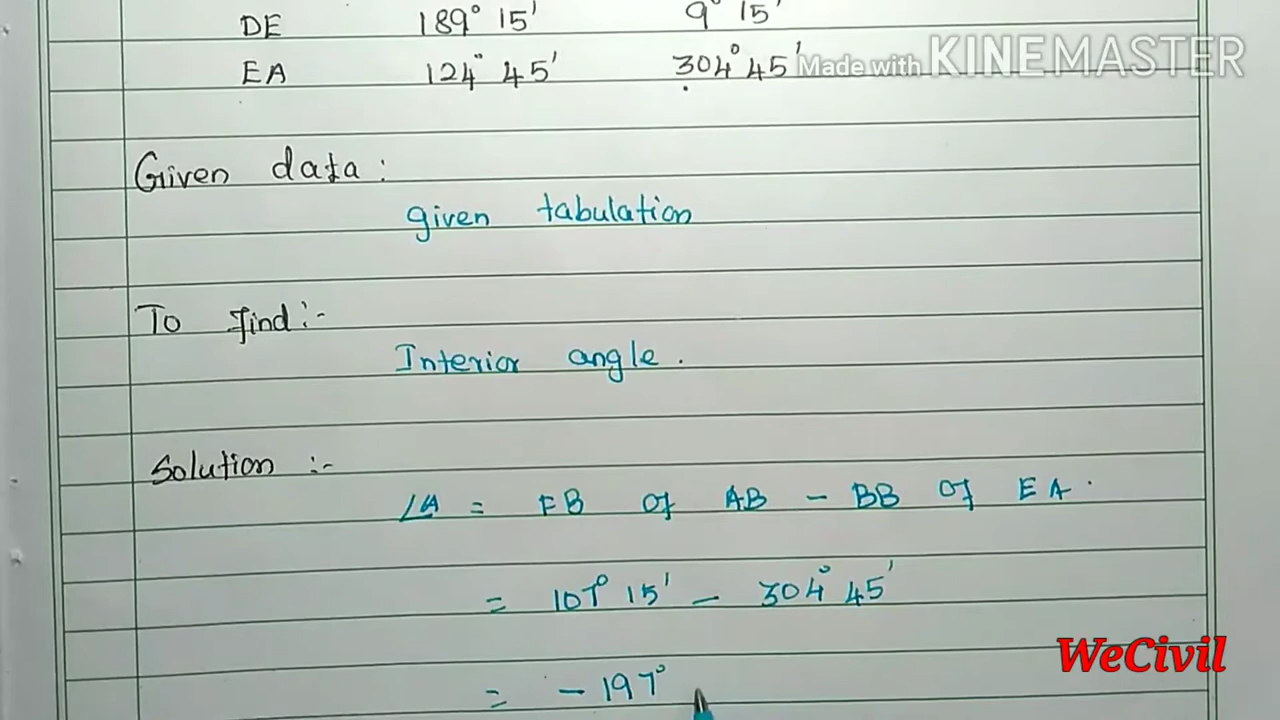 DE 189° 15' 9° 15'
EA 124° 45' 304° 45'
Made with KINEMASTER
Given data:
given tabulation
To find:-
Interior angle.
Solution :-
∠A = FB of AB - BB of EA.
= 107° 15' - 304° 45'
= - 197°
WeCivil